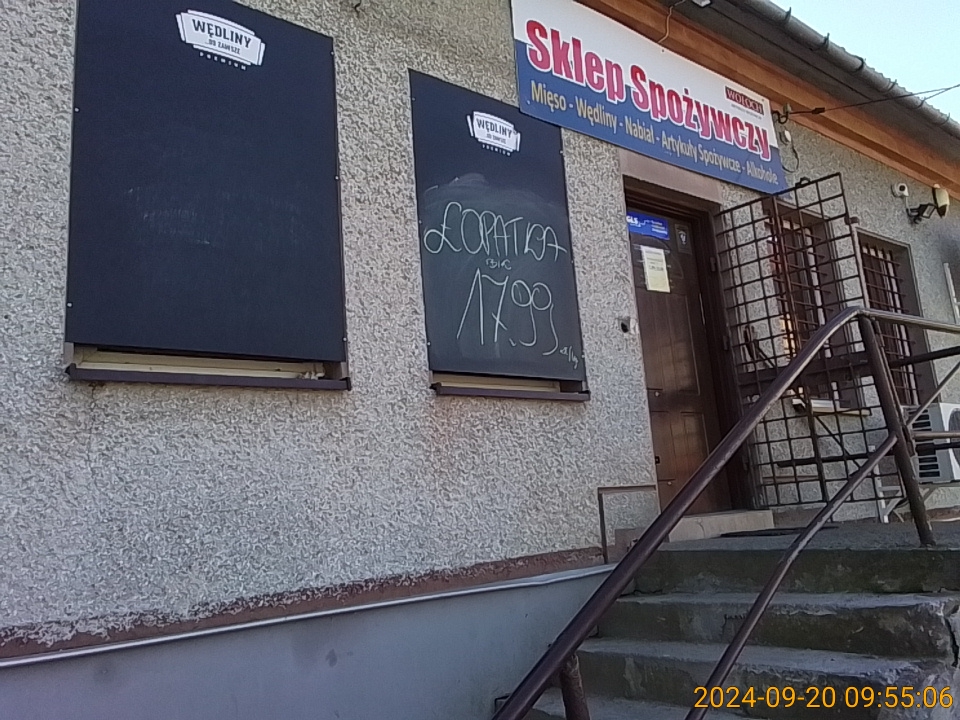 WĘDLINY
..OD ZAWSZE
PREMIUM
WĘDLINY
..OD ZAWSZE
PREMIUM
ŁOPATKA
B/K
17,99
zł/kg
Sklep Spożywczy
Mięso - Wędliny - Nabiał - Artykuły Spożywcze - Alkohole
GLS
2024-09-20 09:55:06